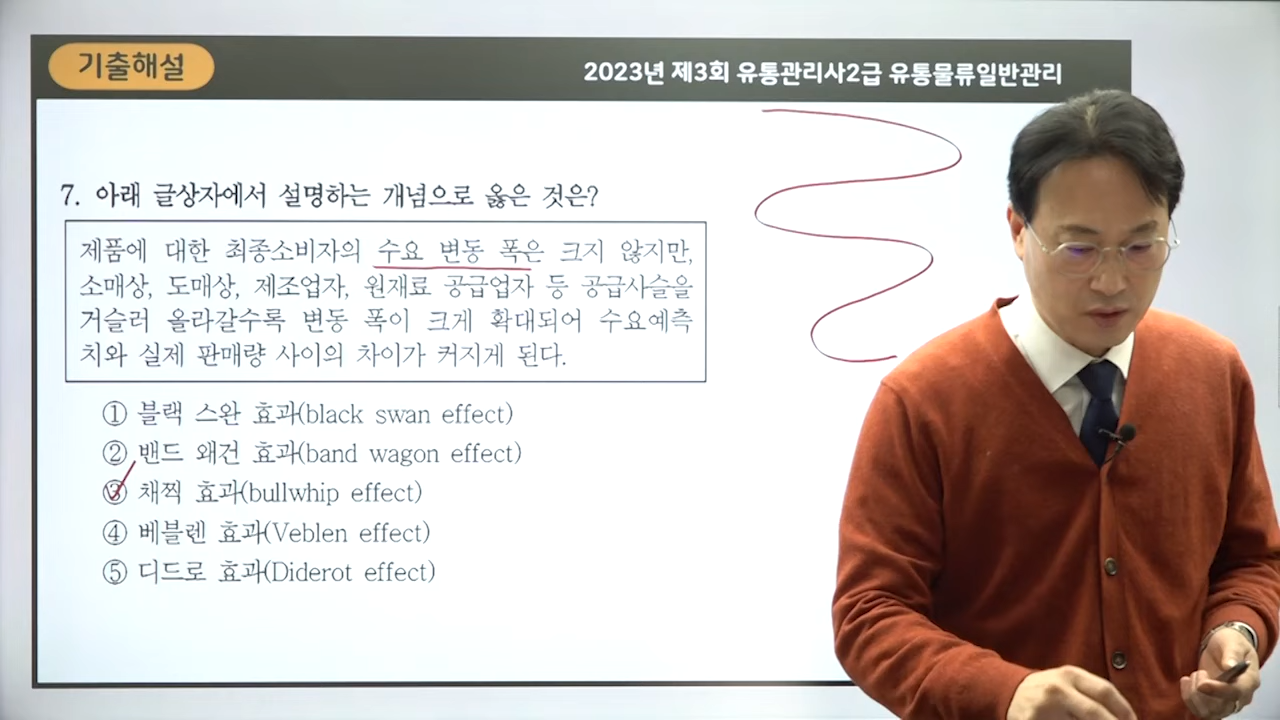 기출해설
2023년 제3회 유통관리사2급 유통물류일반관리
7. 아래 글상자에서 설명하는 개념으로 옳은 것은?
제품에 대한 최종소비자의 수요 변동 폭은 크지 않지만,
소매상, 도매상, 제조업자, 원재료 공급업자 등 공급사슬을
거슬러 올라갈수록 변동 폭이 크게 확대되어 수요예측
치와 실제 판매량 사이의 차이가 커지게 된다.
① 블랙 스완 효과(black swan effect)
② 밴드 왜건 효과(band wagon effect)
③ 채찍 효과(bullwhip effect)
④ 베블렌 효과(Veblen effect)
⑤ 디드로 효과(Diderot effect)